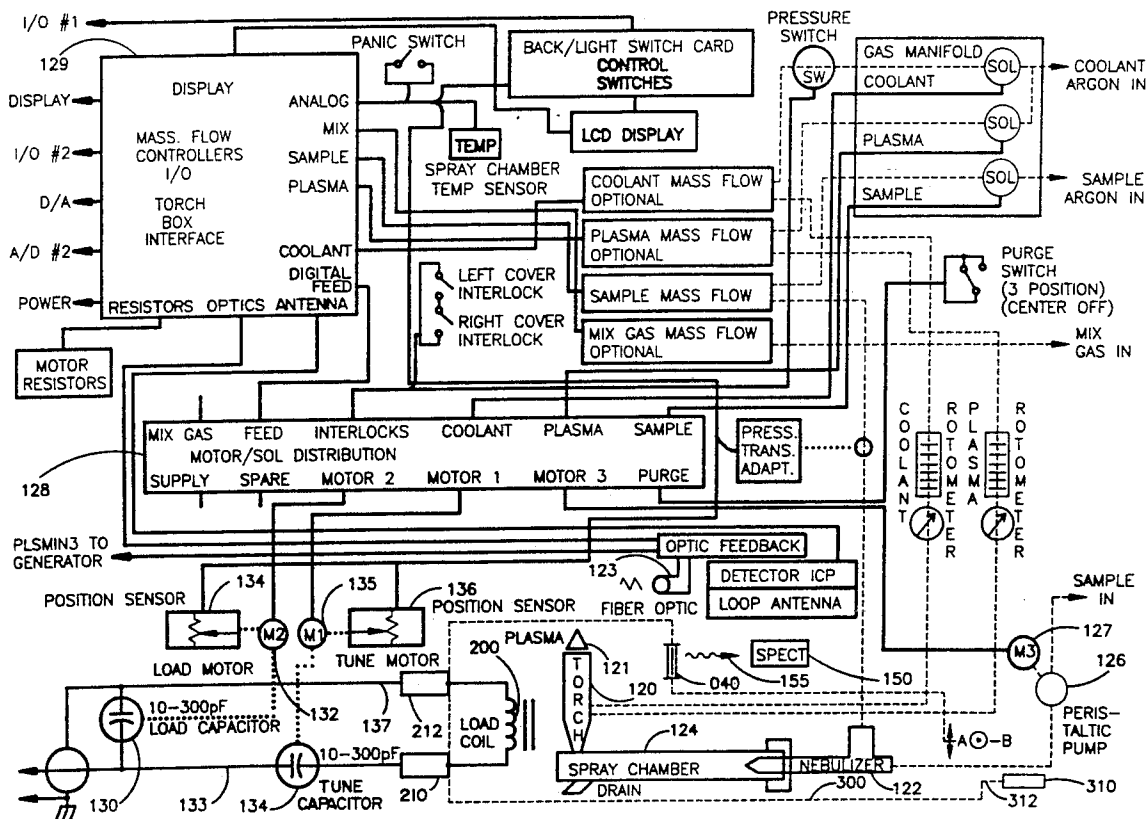 I/O #1
129
DISPLAY
I/O #2
D/A
A/D #2
POWER
DISPLAY
MASS. FLOW
CONTROLLERS
I/O
TORCH
BOX
INTERFACE
ANALOG
MIX
SAMPLE
PLASMA
COOLANT
DIGITAL
FEED
RESISTORS OPTICS ANTENNA
MOTOR
RESISTORS
PANIC SWITCH
TEMP
SPRAY CHAMBER
TEMP SENSOR
BACK/LIGHT SWITCH CARD
CONTROL
SWITCHES
LCD DISPLAY
PRESSURE
SWITCH
SW
GAS MANIFOLD
COOLANT
PLASMA
SAMPLE
SOL
SOL
SOL
COOLANT
ARGON IN
SAMPLE
ARGON IN
COOLANT MASS FLOW
OPTIONAL
PLASMA MASS FLOW
OPTIONAL
SAMPLE MASS FLOW
MIX GAS MASS FLOW
OPTIONAL
LEFT COVER
INTERLOCK
RIGHT COVER
INTERLOCK
PURGE
SWITCH
(3 POSITION)
(CENTER OFF)
MIX
GAS IN
128
MIX GAS FEED INTERLOCKS COOLANT PLASMA SAMPLE
MOTOR/SOL DISTRIBUTION
SUPPLY SPARE MOTOR 2 MOTOR 1 MOTOR 3 PURGE
PRESS.
TRANS.
ADAPT.
COOLANT
ROTOMETER
PLASMA
ROTOMETER
PLSMIN3 TO
GENERATOR
OPTIC FEEDBACK
123
FIBER OPTIC
DETECTOR ICP
LOOP ANTENNA
134
POSITION SENSOR
135
136
POSITION SENSOR
M2
M1
LOAD MOTOR
TUNE MOTOR
SAMPLE
IN
127
M3
126
PERIS-
TALTIC
PUMP
PLASMA
121
TORCH
120
040
155
SPECT
150
200
LOAD
COIL
10-300pF
LOAD CAPACITOR
132
137
212
10-300pF
130
133
134
TUNE
CAPACITOR
210
124
SPRAY CHAMBER
DRAIN
NEBULIZER
300
122
A
-B
312
310